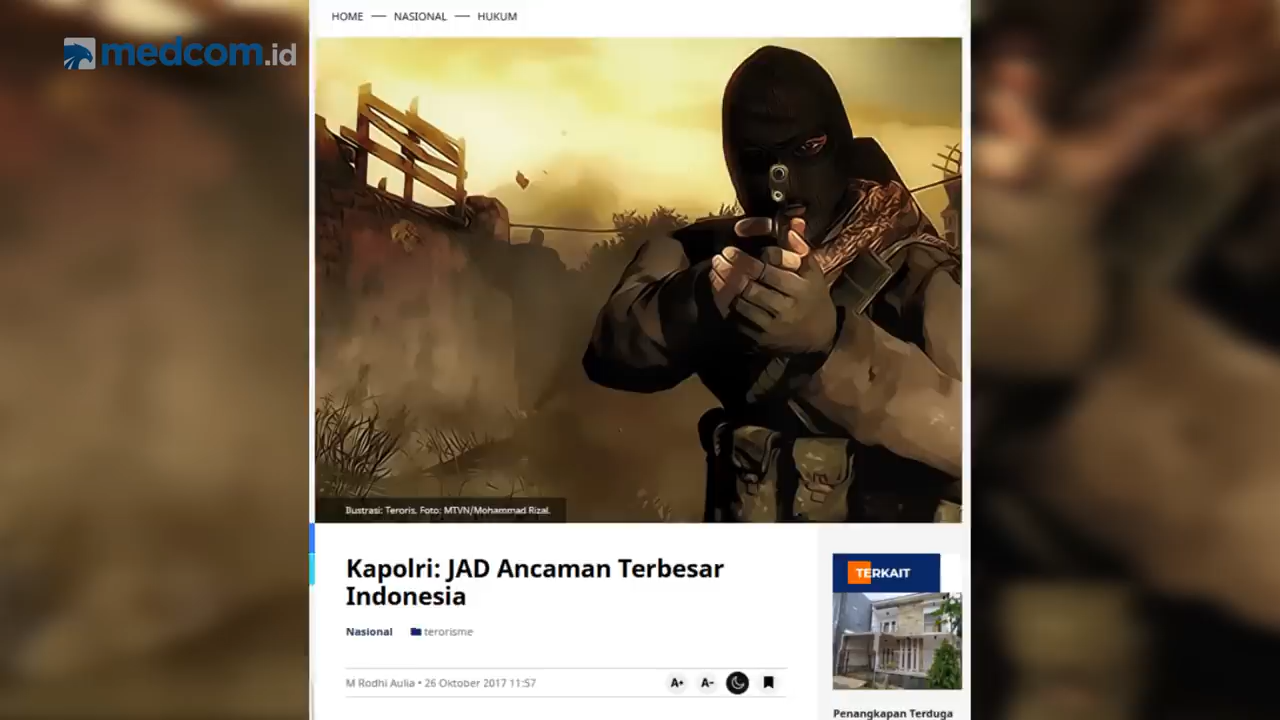 HOME — NASIONAL — HUKUM
medcom.id
Ilustrasi: Teroris. Foto: MTVN/Mohammad Rizal.
Kapolri: JAD Ancaman Terbesar
Indonesia
Nasional terorisme
M Rodhi Aulia • 26 Oktober 2017 11:57
A+ A-
TERKAIT
Penangkapan Terduga